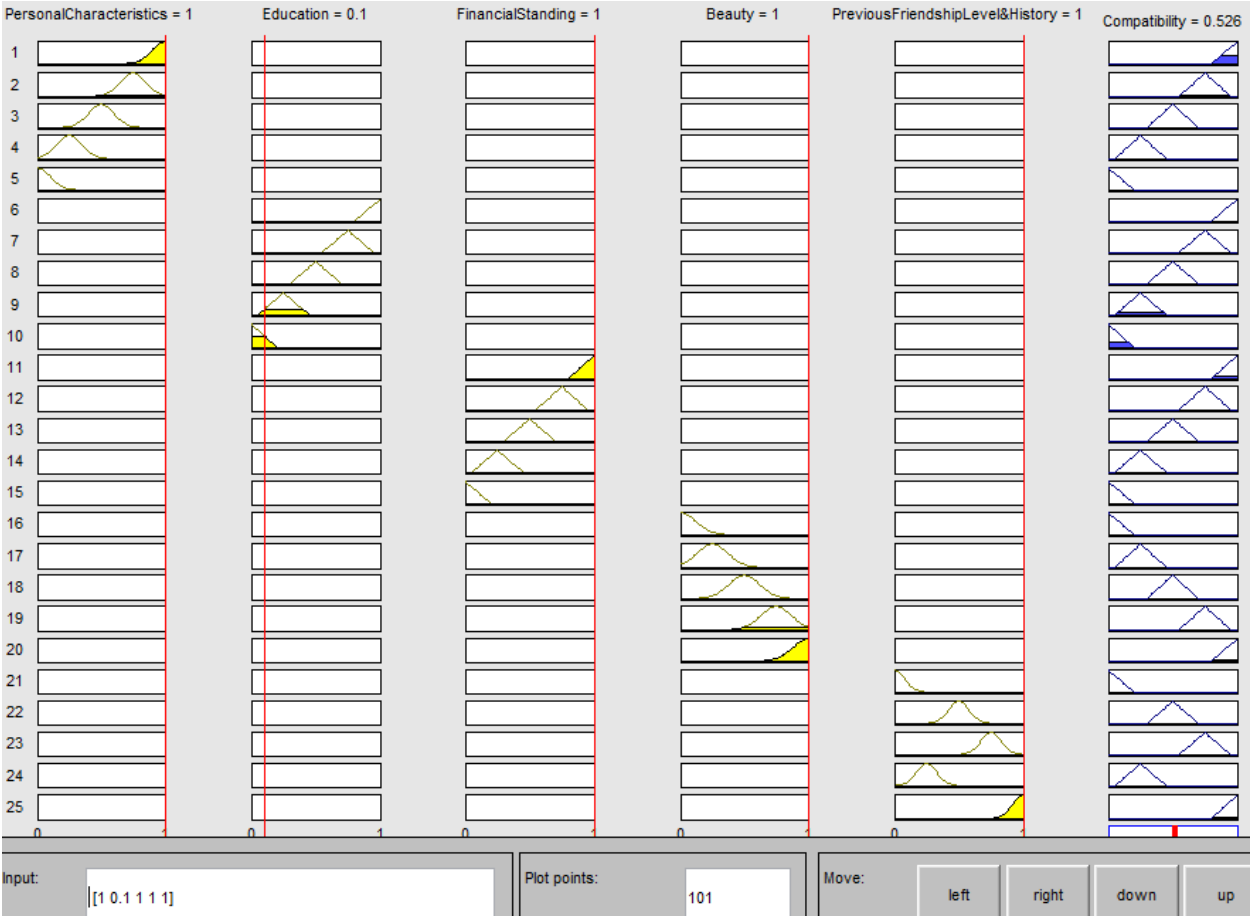 PersonalCharacteristics = 1
Education = 0.1
FinancialStanding = 1
Beauty = 1
PreviousFriendshipLevel&History = 1
Compatibility = 0.526
1
2
3
4
5
6
7
8
9
10
11
12
13
14
15
16
17
18
19
20
21
22
23
24
25
0 1 0 1 0 1 0 1 0 1
Input: [1 0.1 1 1 1]
Plot points: 101
Move: left right down up